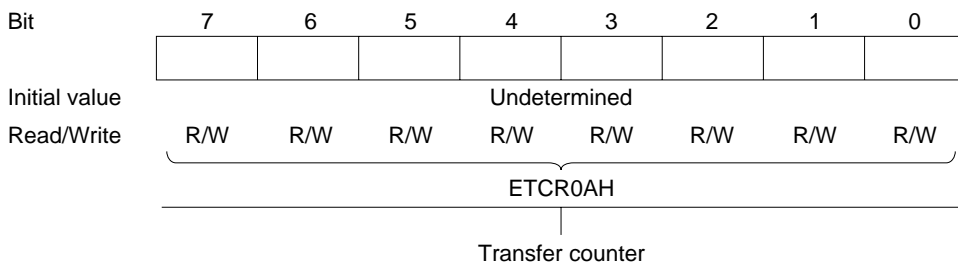 Bit 7 6 5 4 3 2 1 0
Initial value Undetermined
Read/Write R/W R/W R/W R/W R/W R/W R/W R/W
ETCR0AH
Transfer counter